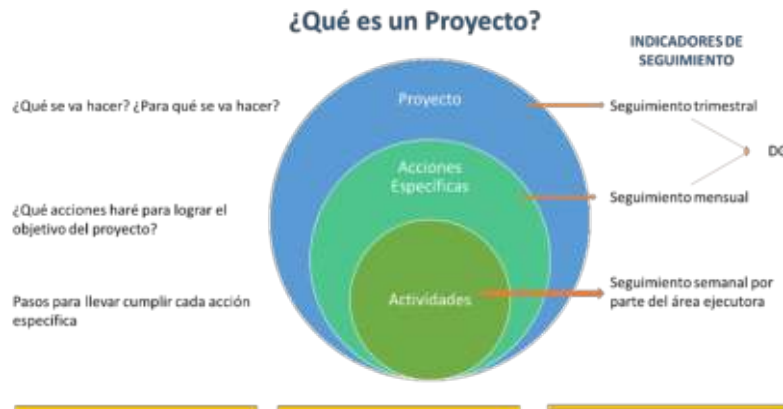 ¿Qué es un Proyecto?
INDICADORES DE
SEGUIMIENTO
¿Qué se va hacer? ¿Para qué se va hacer?
Proyecto
Seguimiento trimestral
Acciones
Específicas
Seguimiento mensual
¿Qué acciones haré para lograr el
objetivo del proyecto?
Pasos para llevar cumplir cada acción
específica
Actividades
Seguimiento semanal por
parte del área ejecutora